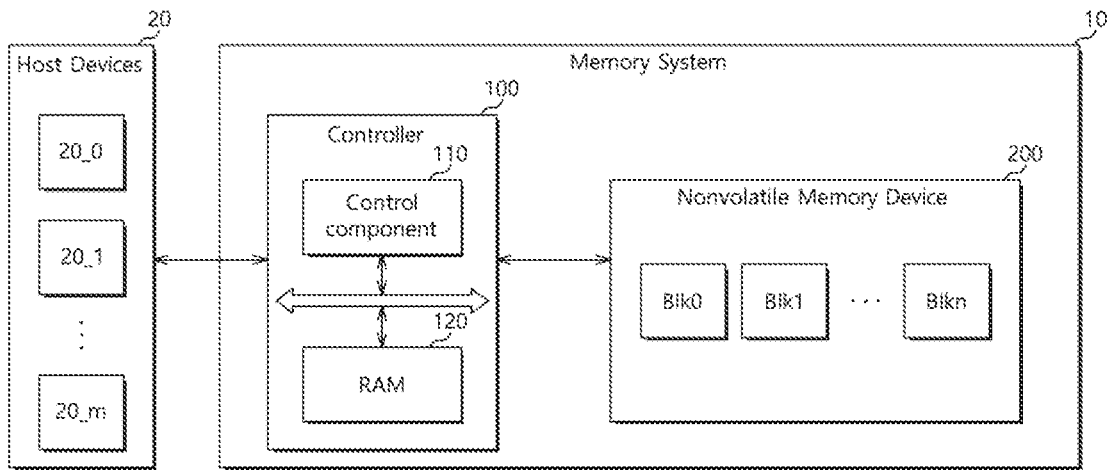 20
10
Host Devices
Memory System
100
Controller
20_0
110
200
Control
component
Nonvolatile Memory Device
20_1
Blk0
Blk1
· · ·
Blkn
120
RAM
20_m